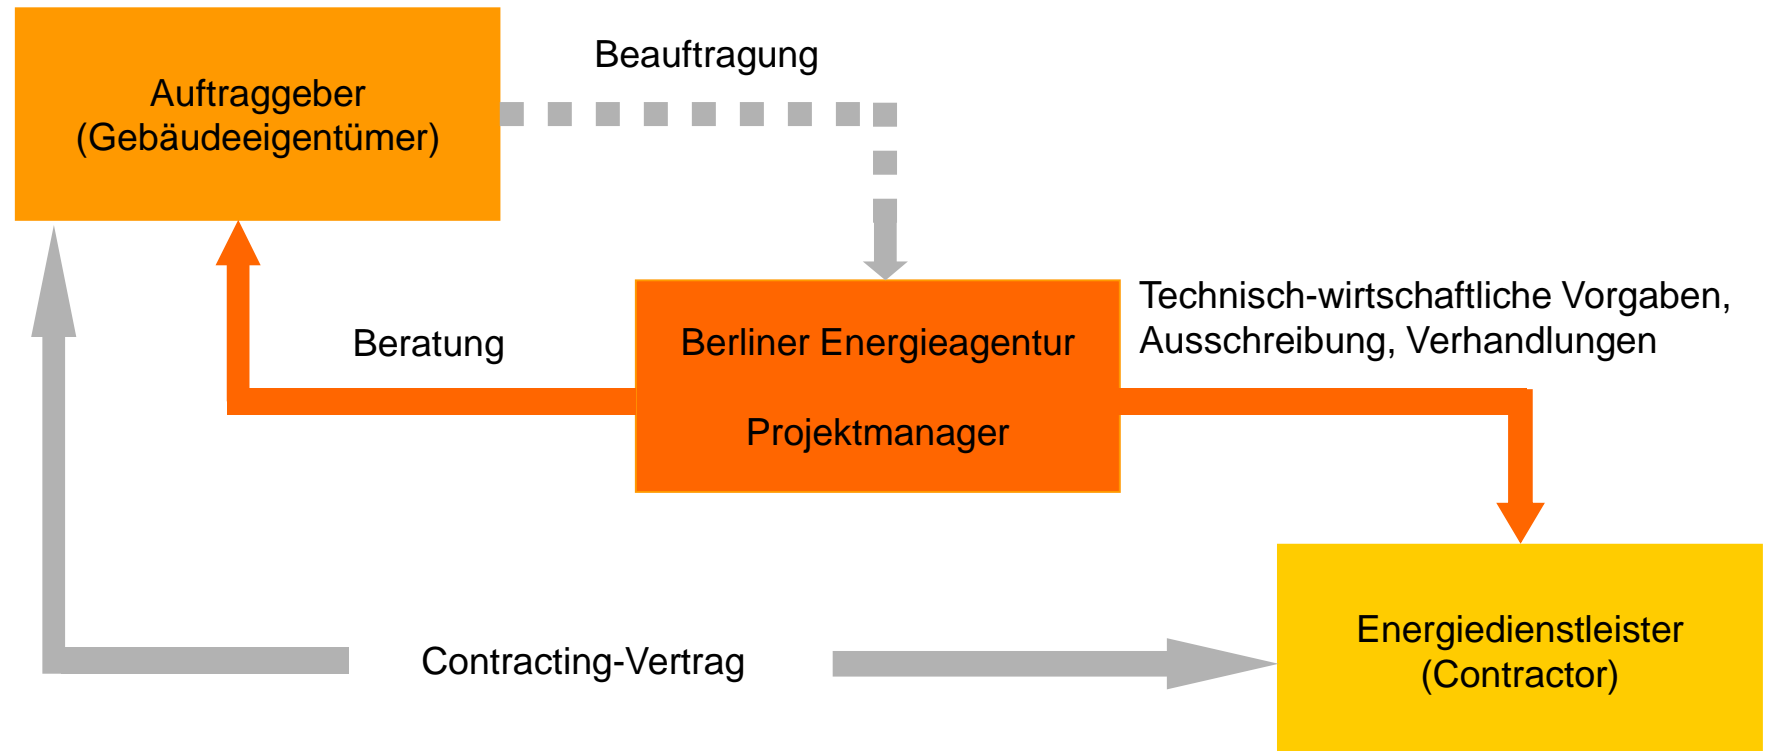 Beauftragung
Auftraggeber
(Gebäudeeigentümer)
Technisch-wirtschaftliche Vorgaben,
Ausschreibung, Verhandlungen
Beratung
Berliner Energieagentur
Projektmanager
Contracting-Vertrag
Energiedienstleister
(Contractor)